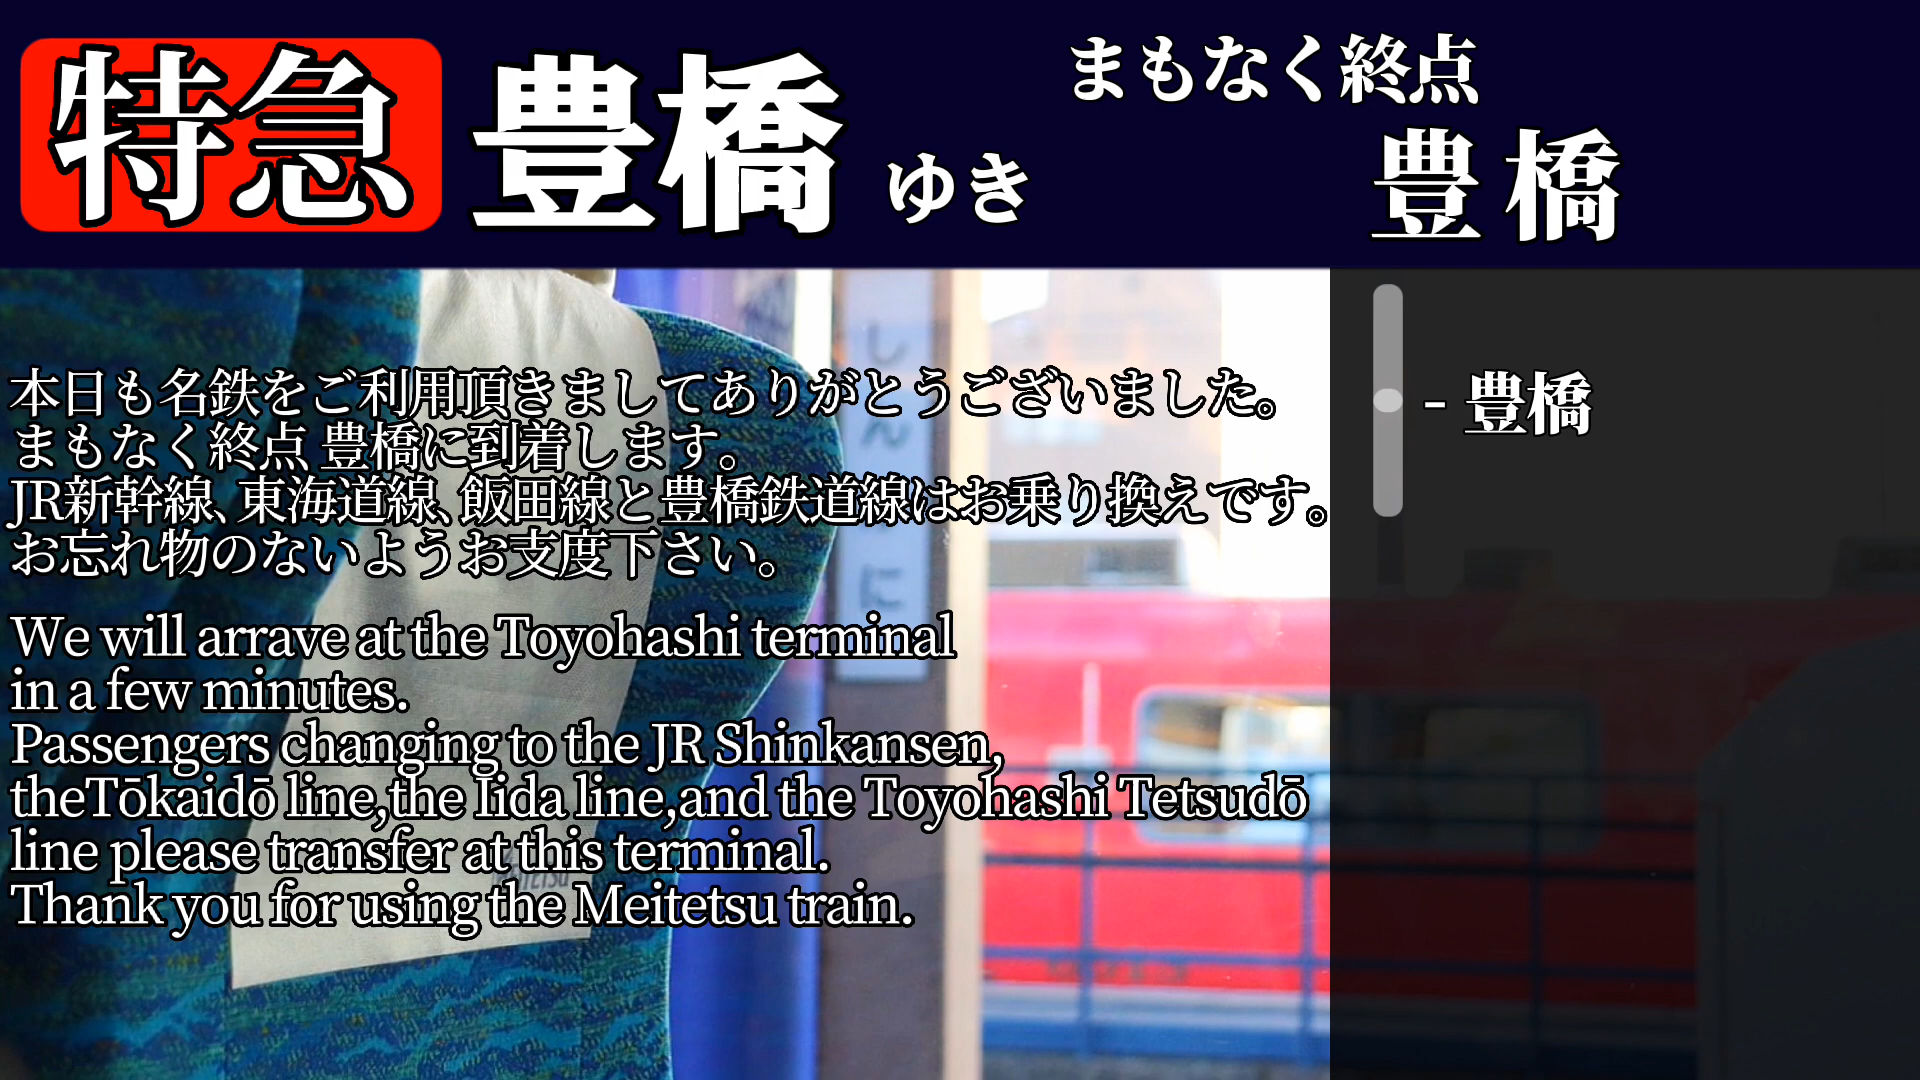 特急 豊橋 ゆき
まもなく終点
豊橋
本日も名鉄をご利用頂きましてありがとうございました。
まもなく終点 豊橋に到着します。
JR新幹線、東海道線、飯田線と豊橋鉄道線はお乗り換えです。
お忘れ物のないようお支度下さい。
We will arrave at the Toyohashi terminal
in a few minutes.
Passengers changing to the JR Shinkansen,
theTōkaidō line,the Iida line,and the Toyohashi Tetsudō
line please transfer at this terminal.
Thank you for using the Meitetsu train.
- 豊橋